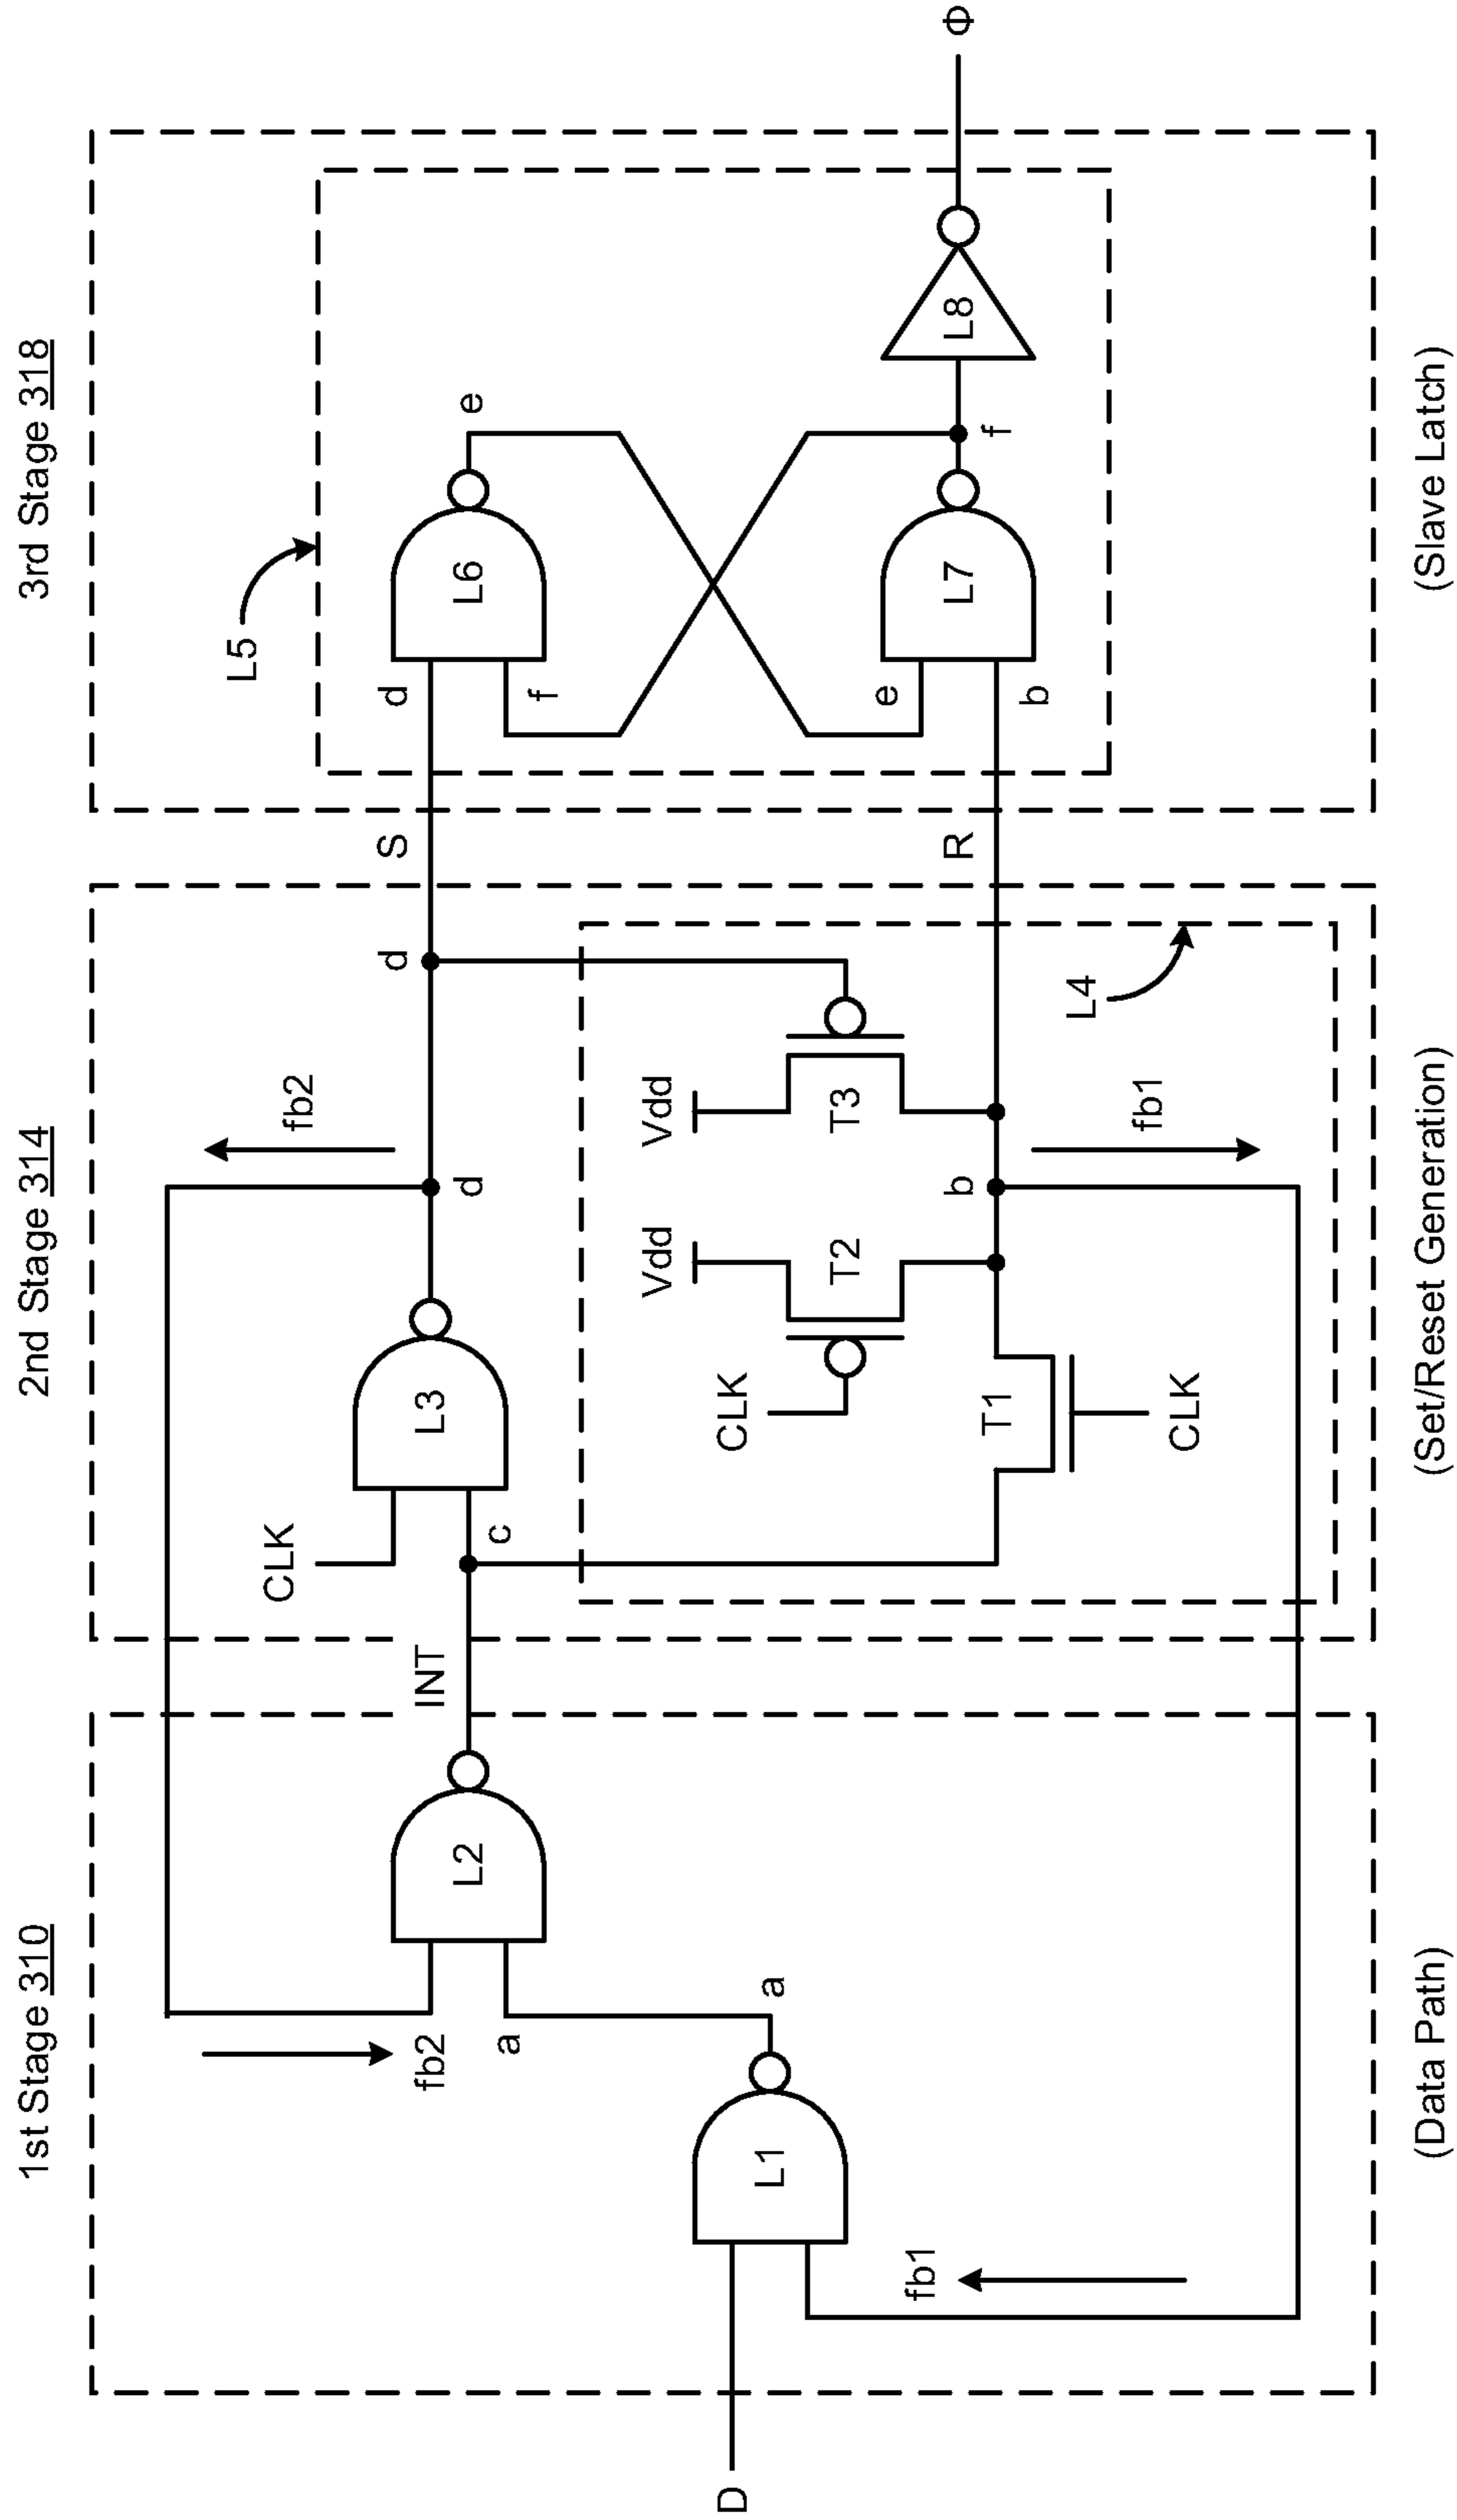 1st Stage 310
2nd Stage 314
3rd Stage 318
D
L1
fb1
a
a
fb2
L2
INT
c
CLK
L3
d
fb2
d
S
CLK
Vdd
T2
Vdd
T3
T1
CLK
b
fb1
L4
R
L5
d
f
L6
e
e
b
L7
f
L8
Φ
(Data Path)
(Set/Reset Generation)
(Slave Latch)